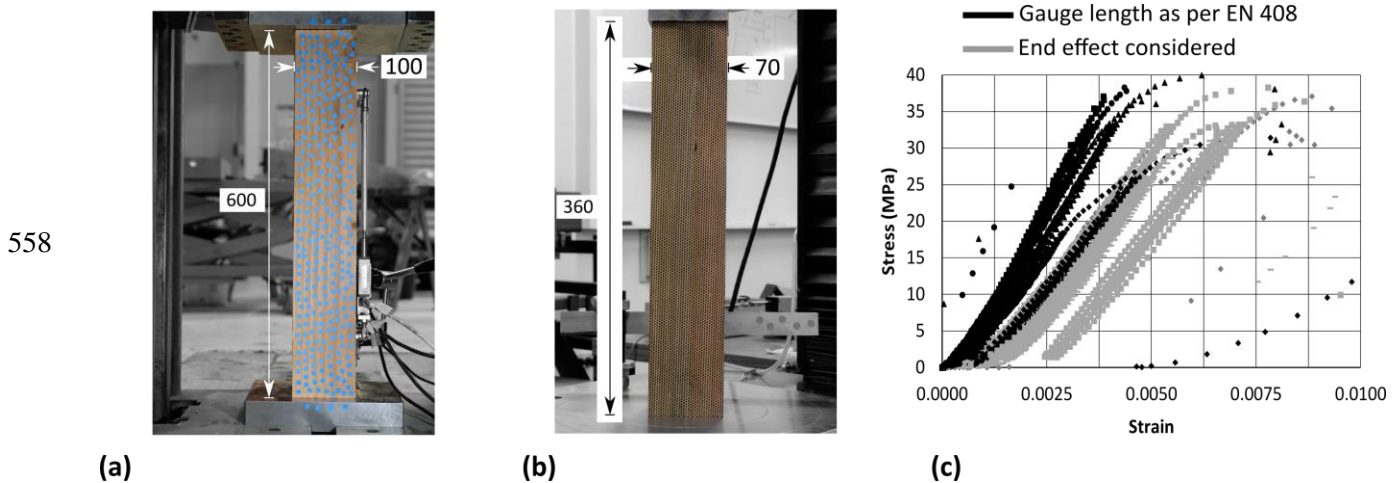 Gauge length as per EN 408
End effect considered
100
600
70
360
558
Stress (MPa)
40
35
30
25
20
15
10
5
0
0.0000 0.0025 0.0050 0.0075 0.0100
Strain
(a) (b) (c)